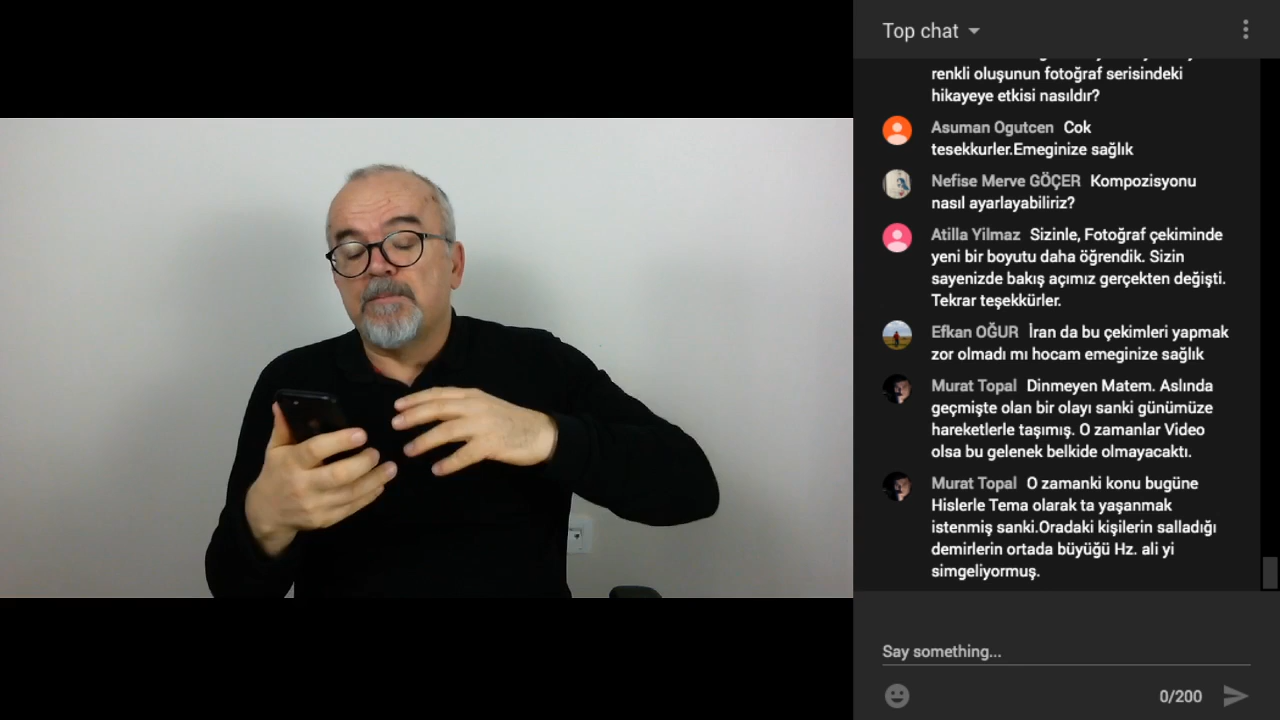 Top chat
renkli oluşunun fotoğraf serisindeki
hikayeye etkisi nasıldır?
Asuman Ogutcen Cok
tesekkurler.Emeginize sağlık
Nefise Merve GÖÇER Kompozisyonu
nasıl ayarlayabiliriz?
Atilla Yilmaz Sizinle, Fotoğraf çekiminde
yeni bir boyutu daha öğrendik. Sizin
sayenizde bakış açımız gerçekten değişti.
Tekrar teşekkürler.
Efkan OĞUR İran da bu çekimleri yapmak
zor olmadı mı hocam emeginize sağlık
Murat Topal Dinmeyen Matem. Aslında
geçmişte olan bir olayı sanki günümüze
hareketlerle taşımış. O zamanlar Video
olsa bu gelenek belkide olmayacaktı.
Murat Topal O zamanki konu bugüne
Hislerle Tema olarak ta yaşanmak
istenmiş sanki.Oradaki kişilerin salladığı
demirlerin ortada büyüğü Hz. ali yi
simgeliyormuş.
Say something...
0/200